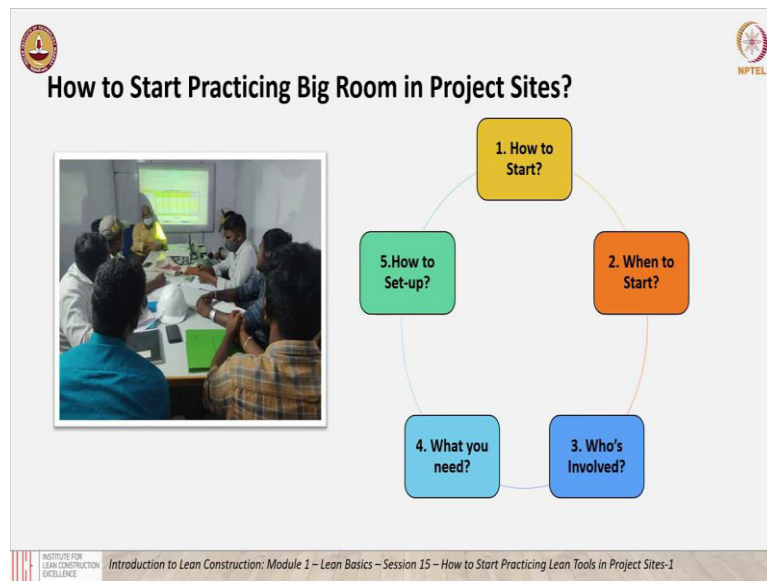 NPTEL
How to Start Practicing Big Room in Project Sites?
1. How to
Start?
2. When to
Start?
3. Who's
Involved?
4. What you
need?
5.How to
Set-up?
INSTITUTE FOR
LEAN CONSTRUCTION
EXCELLENCE
Introduction to Lean Construction: Module 1 – Lean Basics – Session 15 – How to Start Practicing Lean Tools in Project Sites-1